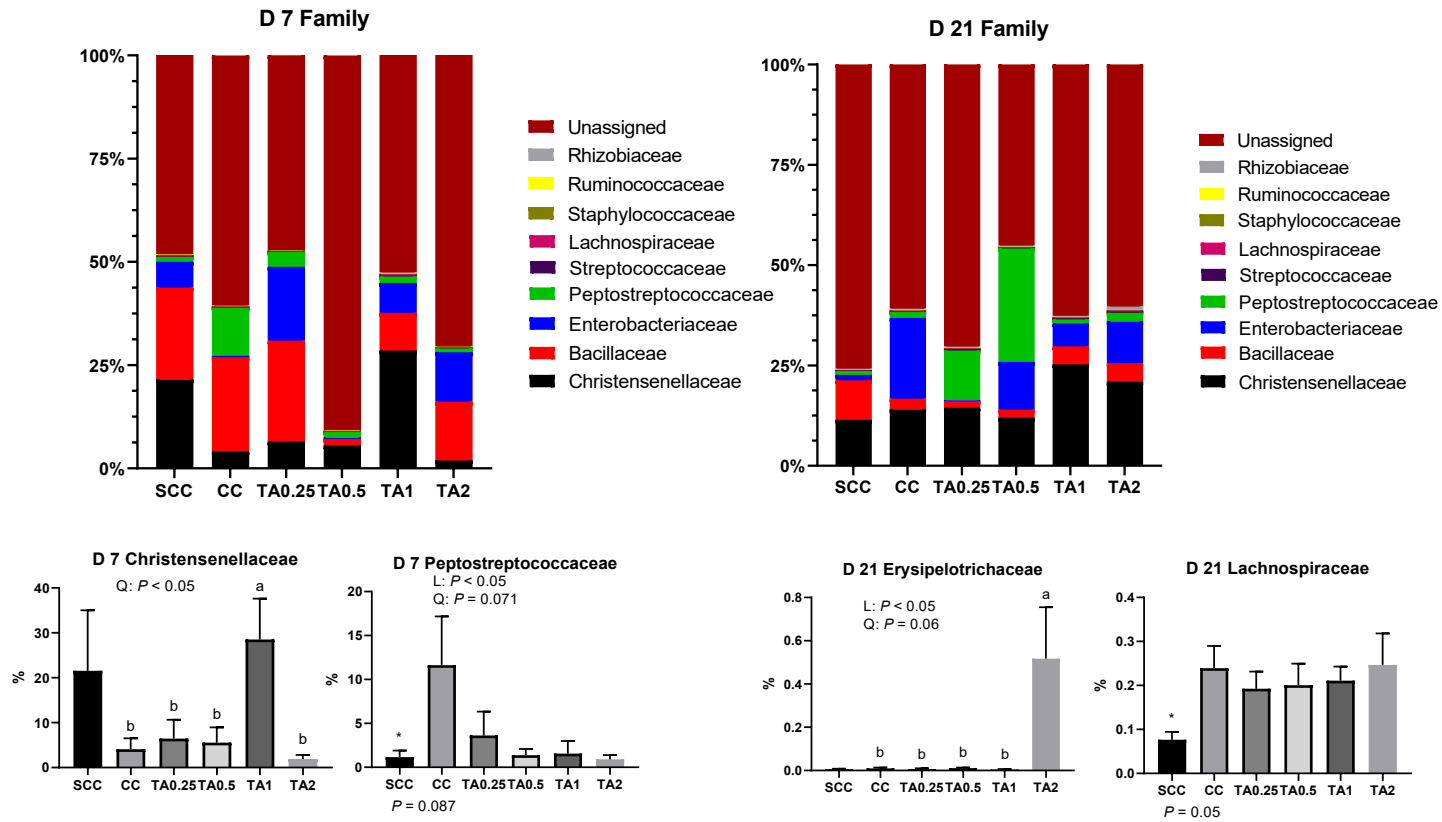 D 7 Family
100%
75%
50%
25%
0%
SCC CC TA0.25 TA0.5 TA1 TA2
Unassigned
Rhizobiaceae
Ruminococcaceae
Staphylococcaceae
Lachnospiraceae
Streptococcaceae
Peptostreptococcaceae
Enterobacteriaceae
Bacillaceae
Christensenellaceae
D 21 Family
100%
75%
50%
25%
0%
SCC CC TA0.25 TA0.5 TA1 TA2
Unassigned
Rhizobiaceae
Ruminococcaceae
Staphylococcaceae
Lachnospiraceae
Streptococcaceae
Peptostreptococcaceae
Enterobacteriaceae
Bacillaceae
Christensenellaceae
D 7 Christensenellaceae
Q: P < 0.05
%
40
30
20
10
0
b b b a b
SCC CC TA0.25 TA0.5 TA1 TA2
D 7 Peptostreptococcaceae
L: P < 0.05
Q: P = 0.071
%
20
15
10
5
0
*
SCC CC TA0.25 TA0.5 TA1 TA2
P = 0.087
D 21 Erysipelotrichaceae
L: P < 0.05
Q: P = 0.06
%
0.8
0.6
0.4
0.2
0.0
b b b b a
SCC CC TA0.25 TA0.5 TA1 TA2
D 21 Lachnospiraceae
%
0.4
0.3
0.2
0.1
0.0
*
SCC CC TA0.25 TA0.5 TA1 TA2
P = 0.05